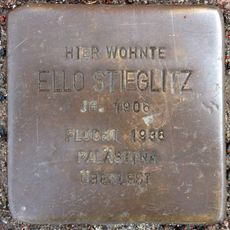 HIER WOHNTE
ELLO STIEGLITZ
JG. 1906
FLUCHT 1936
PALÄSTINA
ÜBERLEBT